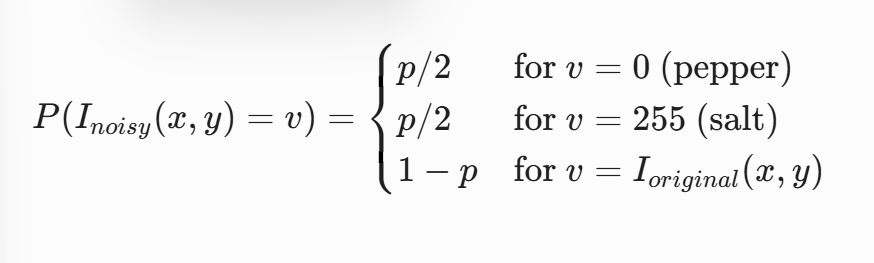 p/2 for v = 0 (pepper)
P(I_{noisy}(x, y) = v) = { p/2 for v = 255 (salt)
1 − p for v = I_{original}(x, y)